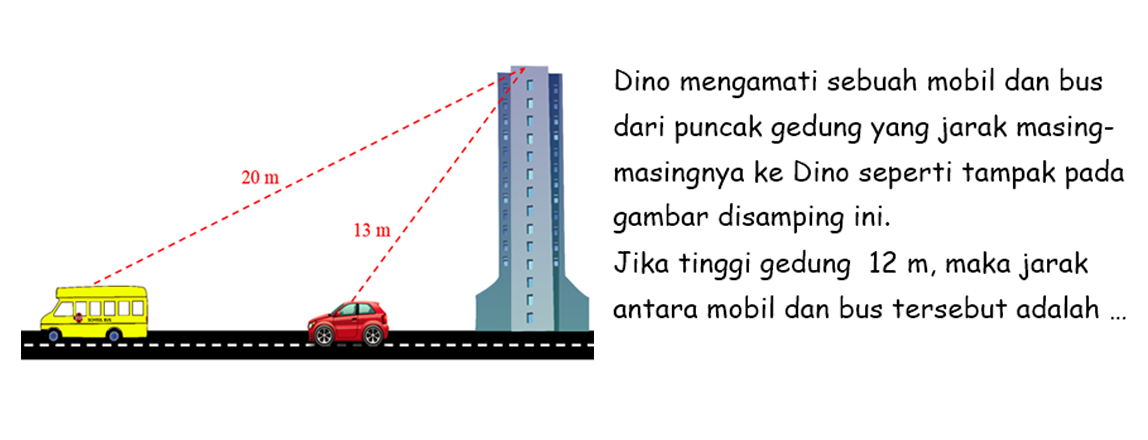 Dino mengamati sebuah mobil dan bus
dari puncak gedung yang jarak masing-
masingnya ke Dino seperti tampak pada
gambar disamping ini.
Jika tinggi gedung 12 m, maka jarak
antara mobil dan bus tersebut adalah ...
20 m
13 m
SCHOOL BUS